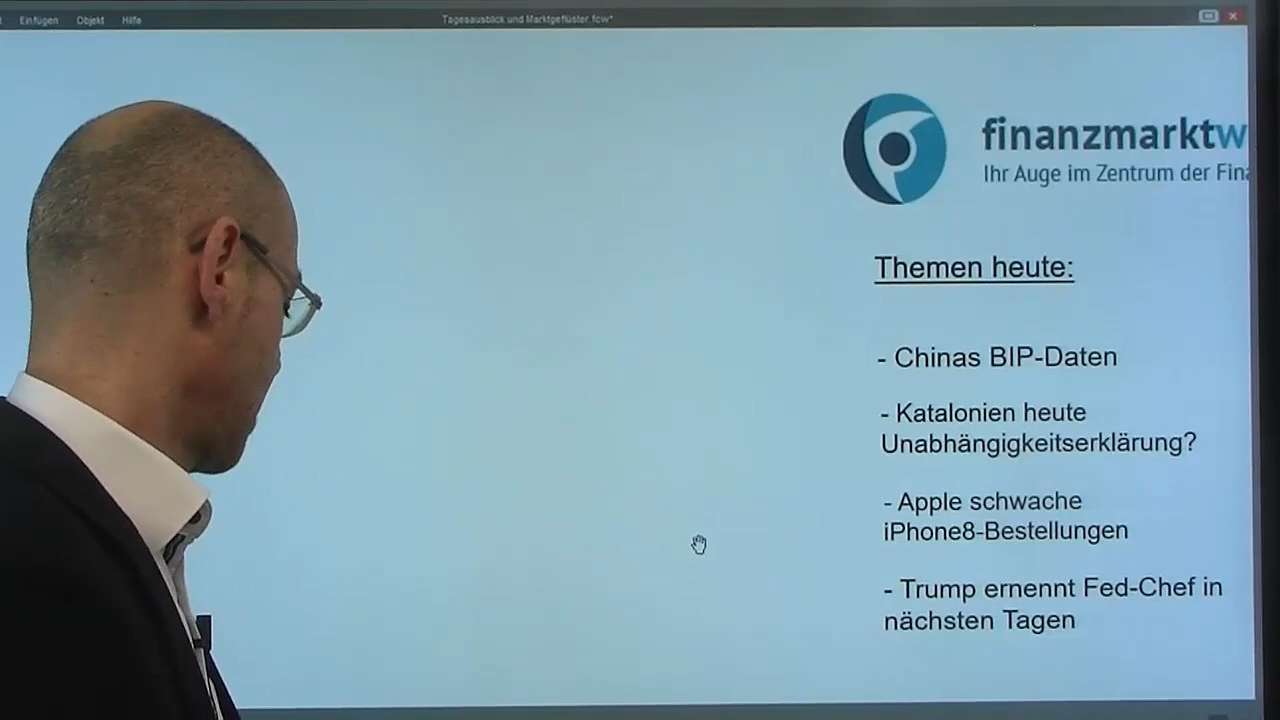 Einfügen Objekt Hilfe Tagesausblick und Marktgeflüster.fcw*
finanzmarktw
Ihr Auge im Zentrum der Fina
Themen heute:
- Chinas BIP-Daten
- Katalonien heute
Unabhängigkeitserklärung?
- Apple schwache
iPhone8-Bestellungen
- Trump ernennt Fed-Chef in
nächsten Tagen